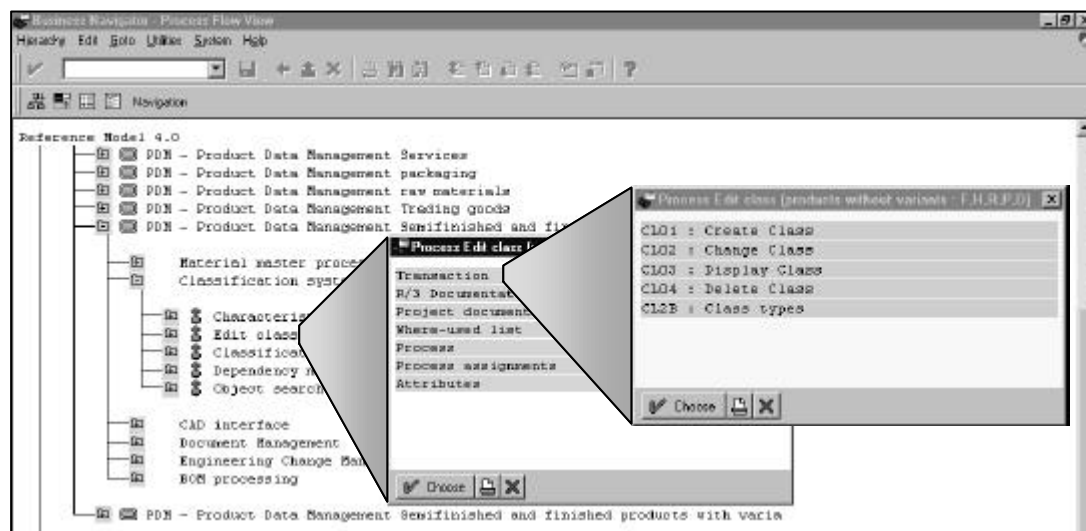 Business Navigator - Process Flow View
Hierarchy Edit Goto Utilities System Help
Navigation
Reference Model 4.0
PDM - Product Data Management Services
PDM - Product Data Management packaging
PDM - Product Data Management raw materials
PDM - Product Data Management Trading goods
PDM - Product Data Management Semifinished and fi
Material master proce
Classification syst
Characteris
Edit class
Classificat
Dependency
Object search
CAD interface
Document Management
Engineering Change Man
BOM processing
PDM - Product Data Management Semifinished and finished products with varia
Process Edit class
Transaction
R/3 Documentat
Project document
Where-used list
Process
Process assignments
Attributes
Choose
Process Edit class (products without variants : F,H,R,P,O)
CL01 : Create Class
CL02 : Change Class
CL03 : Display Class
CL04 : Delete Class
CL2B : Class types
Choose